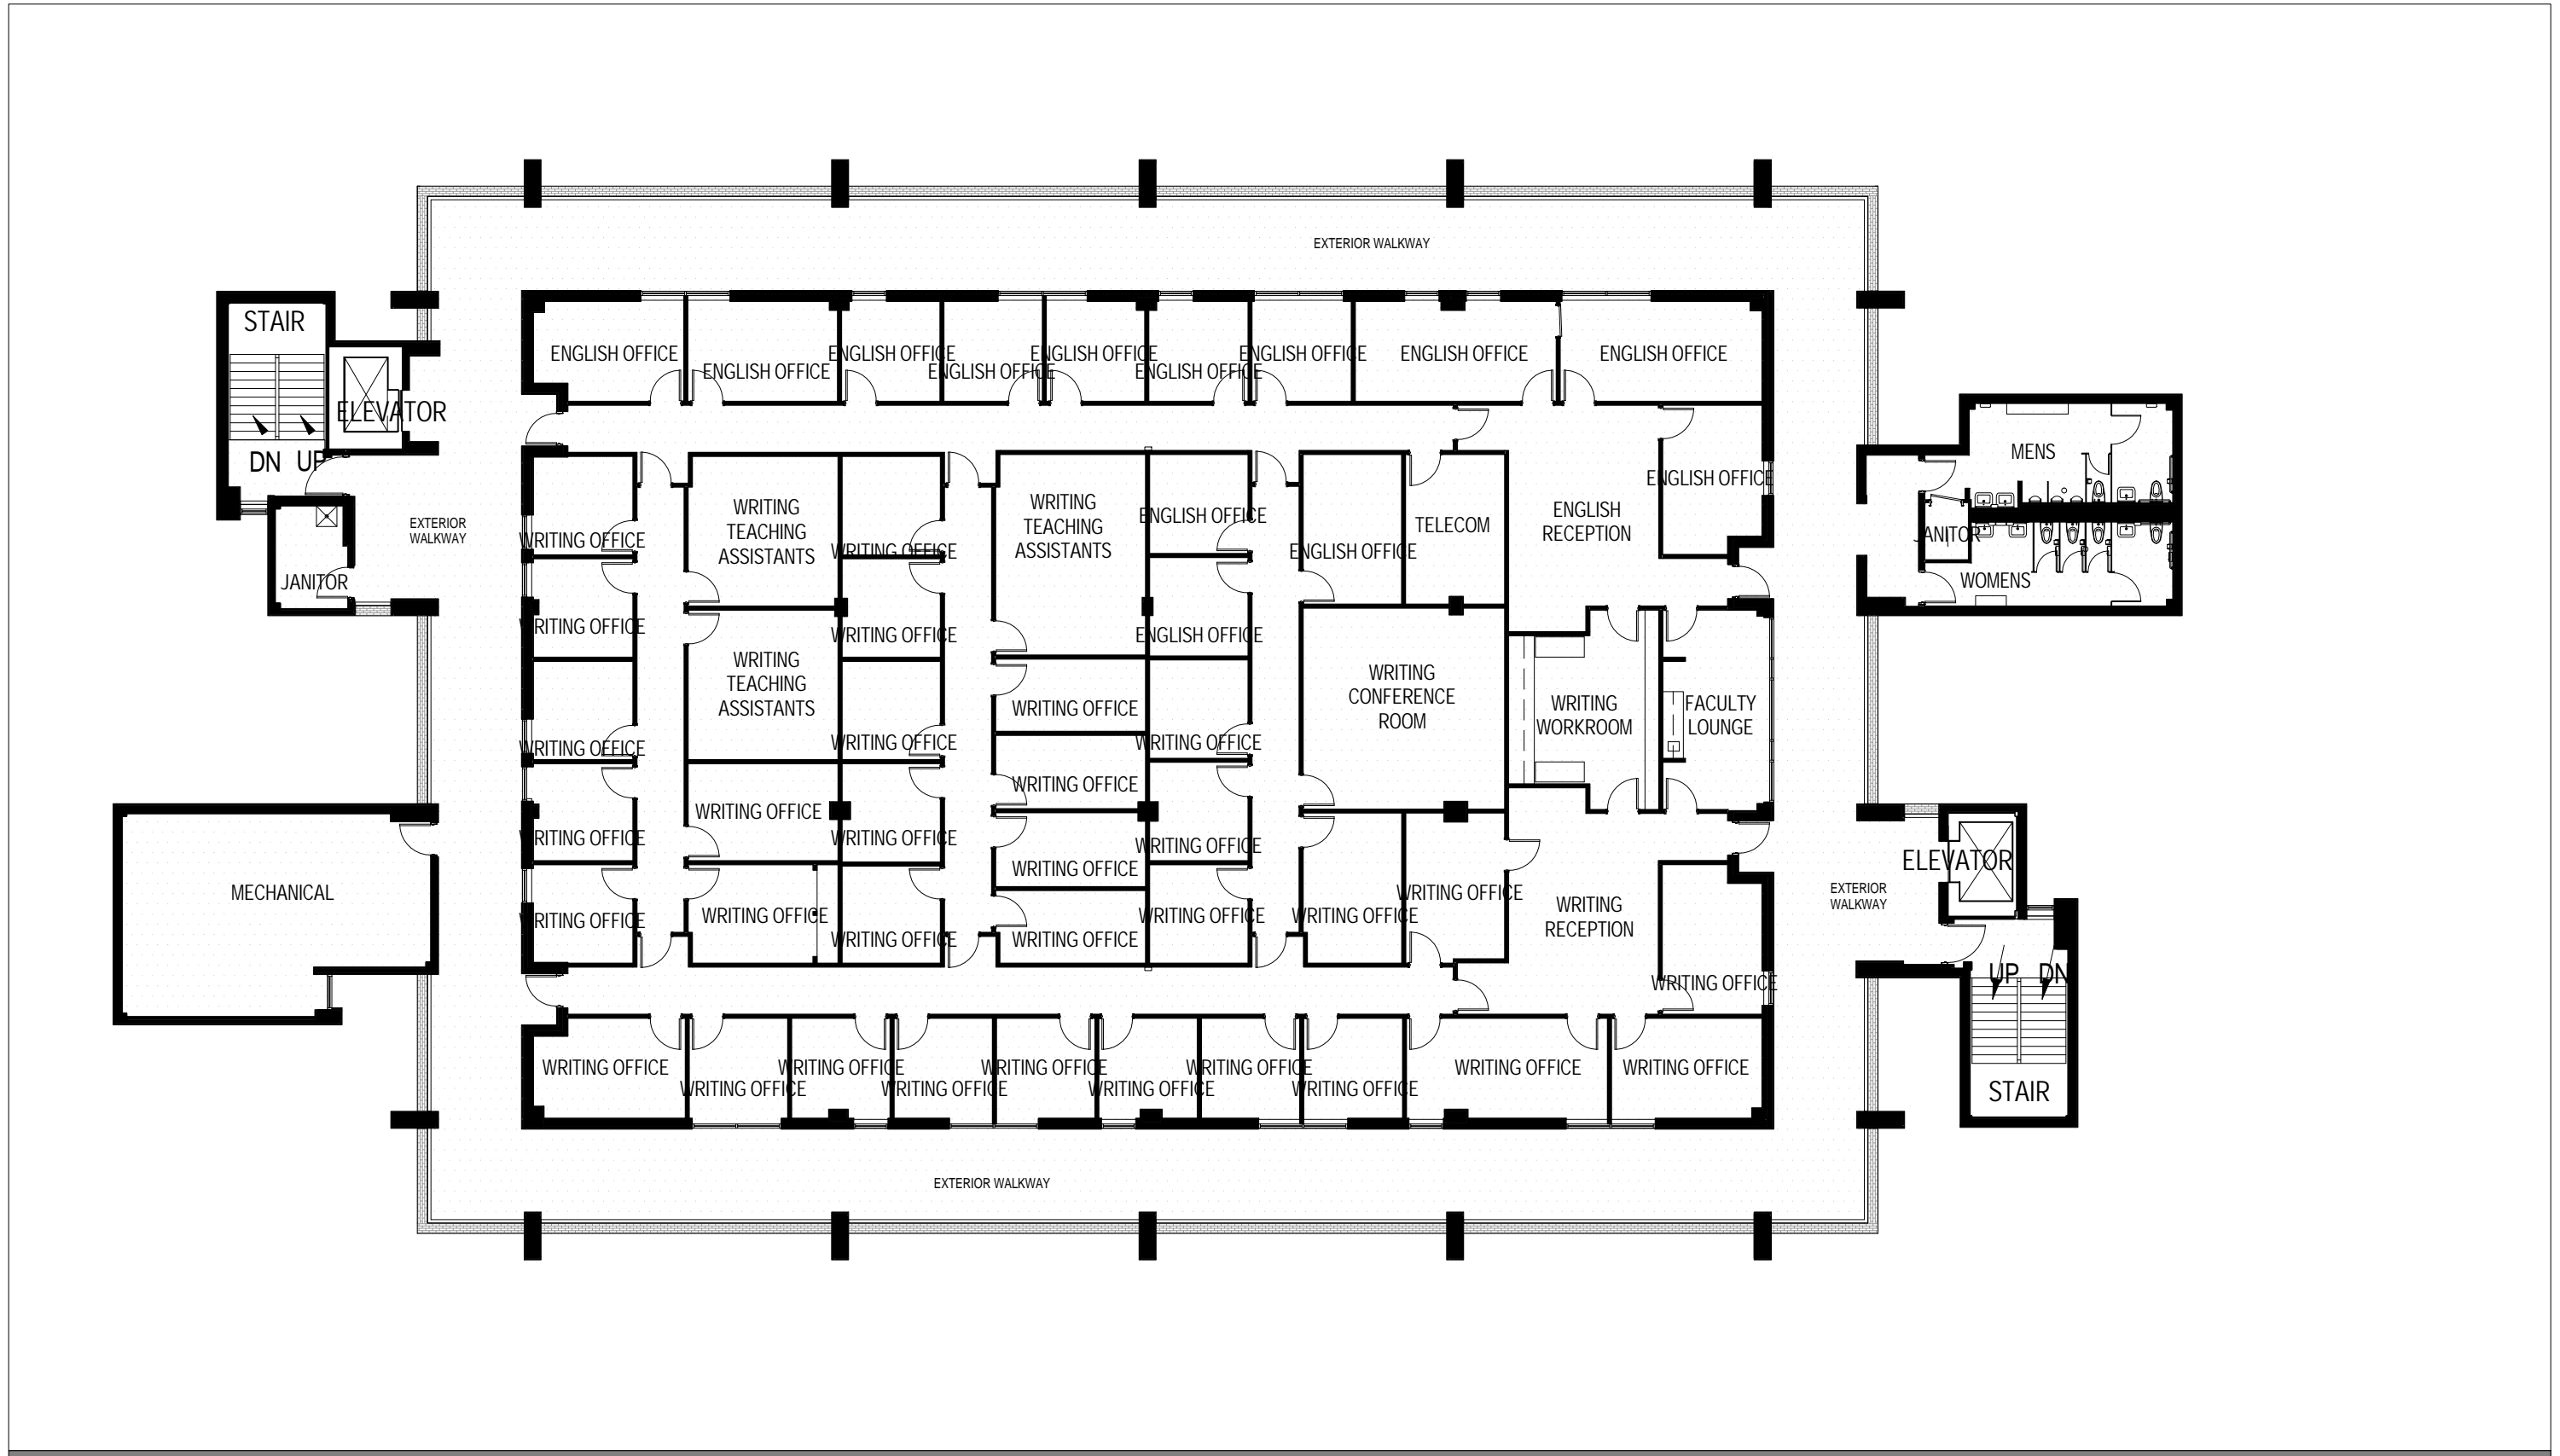 EXTERIOR WALKWAY
STAIR
ELEVATOR
DN UP
EXTERIOR
WALKWAY
JANITOR
MECHANICAL
ENGLISH OFFICE
ENGLISH OFFICE
ENGLISH OFFICE
ENGLISH OFFICE
ENGLISH OFFICE
ENGLISH OFFICE
ENGLISH OFFICE
ENGLISH OFFICE
ENGLISH OFFICE
WRITING OFFICE
WRITING OFFICE
WRITING OFFICE
WRITING OFFICE
WRITING OFFICE
WRITING
TEACHING
ASSISTANTS
WRITING
TEACHING
ASSISTANTS
WRITING OFFICE
WRITING OFFICE
WRITING OFFICE
WRITING OFFICE
WRITING OFFICE
WRITING OFFICE
WRITING OFFICE
WRITING
TEACHING
ASSISTANTS
WRITING OFFICE
WRITING OFFICE
WRITING OFFICE
WRITING OFFICE
ENGLISH OFFICE
ENGLISH OFFICE
WRITING OFFICE
WRITING OFFICE
WRITING OFFICE
ENGLISH OFFICE
TELECOM
WRITING
CONFERENCE
ROOM
WRITING OFFICE
WRITING OFFICE
ENGLISH
RECEPTION
ENGLISH OFFICE
WRITING
WORKROOM
FACULTY
LOUNGE
WRITING
RECEPTION
WRITING OFFICE
WRITING OFFICE
WRITING OFFICE
WRITING OFFICE
WRITING OFFICE
WRITING OFFICE
WRITING OFFICE
WRITING OFFICE
WRITING OFFICE
WRITING OFFICE
WRITING OFFICE
MENS
JANITOR
WOMENS
ELEVATOR
EXTERIOR
WALKWAY
UP DN
STAIR
EXTERIOR WALKWAY